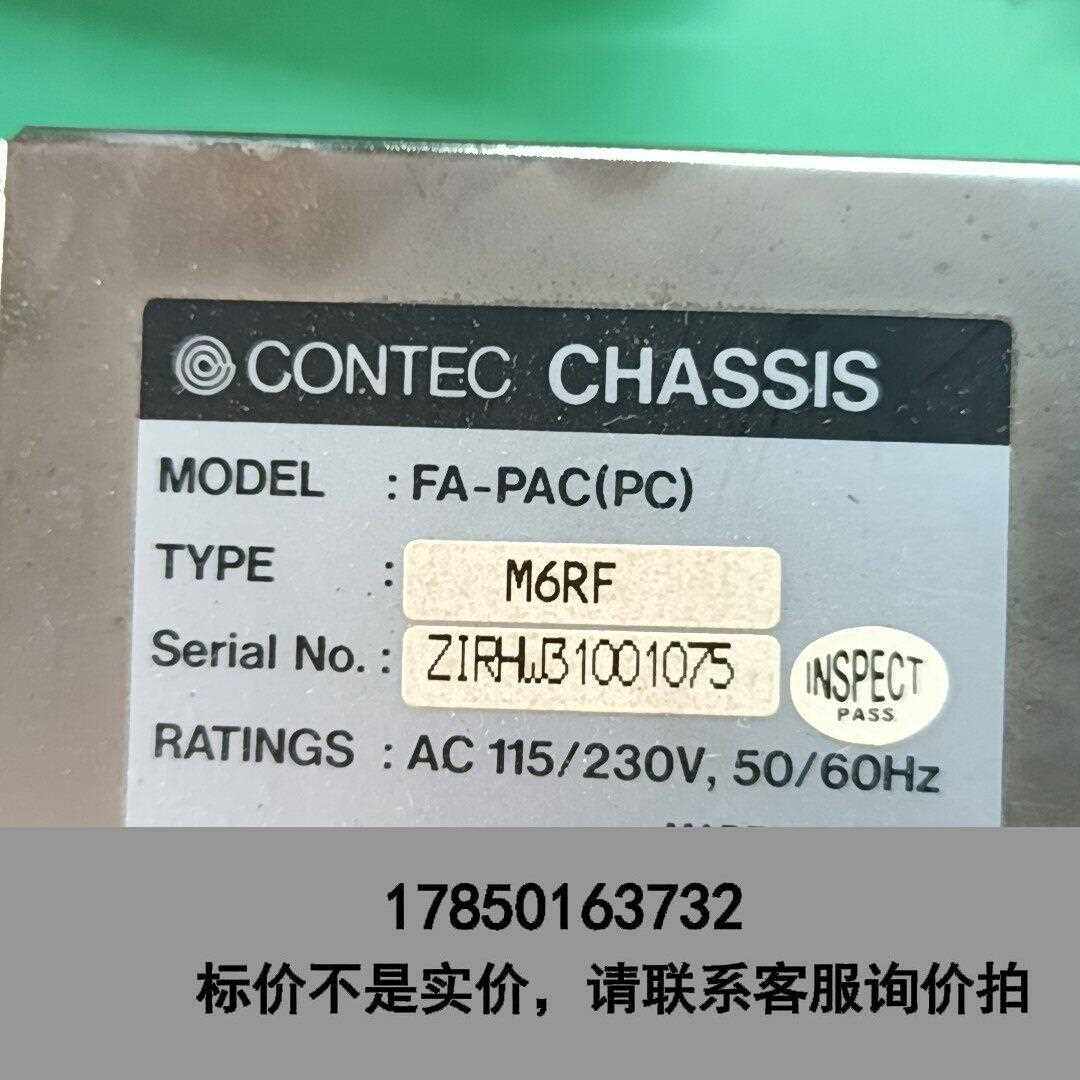 CONTEC CHASSIS
MODEL : FA-PAC(PC)
TYPE : M6RF
Serial No. : ZIRHWB1001075
INSPECT
PASS
RATINGS : AC 115/230V, 50/60Hz
17850163732
标价不是实价，请联系客服询价拍